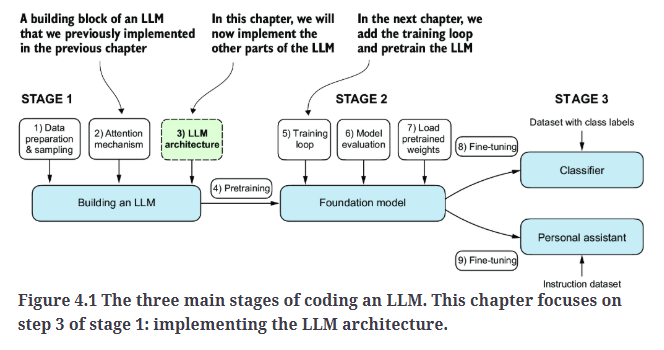 A building block of an LLM
that we previously implemented
in the previous chapter
In this chapter, we will
now implement the
other parts of the LLM
In the next chapter, we
add the training loop
and pretrain the LLM
STAGE 1
STAGE 2
STAGE 3
1) Data
preparation
& sampling
2) Attention
mechanism
3) LLM
architecture
5) Training
loop
6) Model
evaluation
7) Load
pretrained
weights
Dataset with class labels
8) Fine-tuning
Classifier
4) Pretraining
Building an LLM
Foundation model
Personal assistant
9) Fine-tuning
Instruction dataset
Figure 4.1 The three main stages of coding an LLM. This chapter focuses on
step 3 of stage 1: implementing the LLM architecture.